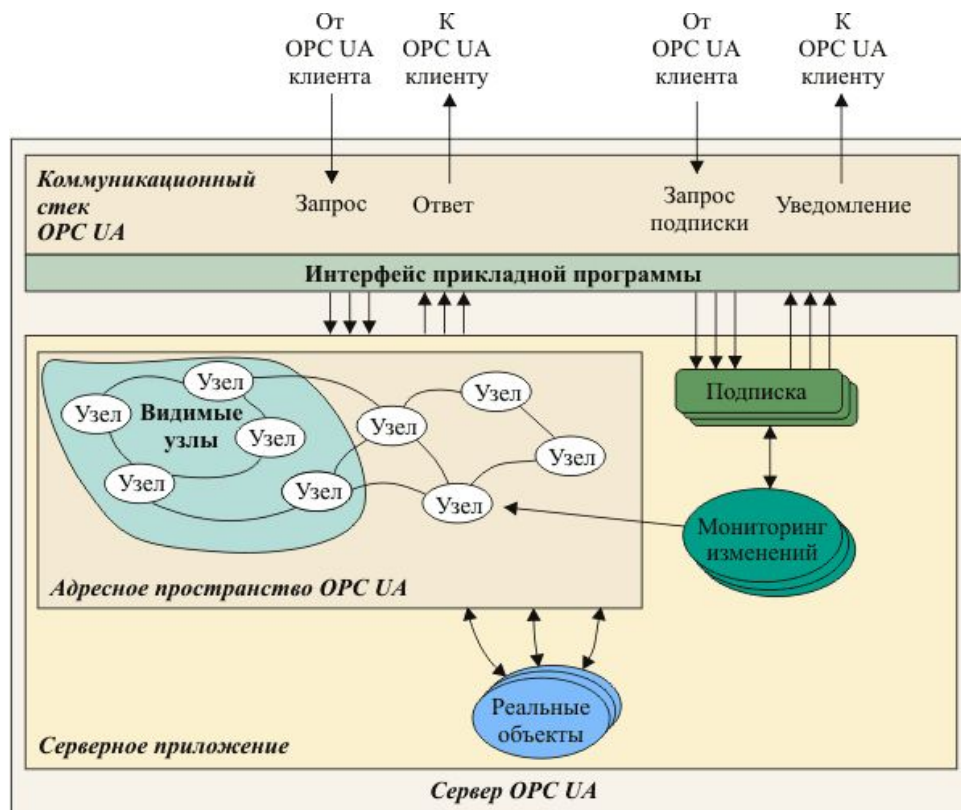 От
OPC UA
клиента
К
OPC UA
клиенту
От
OPC UA
клиента
К
OPC UA
клиенту
Коммуникационный
стек
OPC UA
Запрос
Ответ
Запрос
подписки
Уведомление
Интерфейс прикладной программы
Узел
Узел
Видимые
узлы
Узел
Узел
Узел
Узел
Узел
Узел
Узел
Подписка
Мониторинг
изменений
Адресное пространство OPC UA
Реальные
объекты
Серверное приложение
Сервер OPC UA